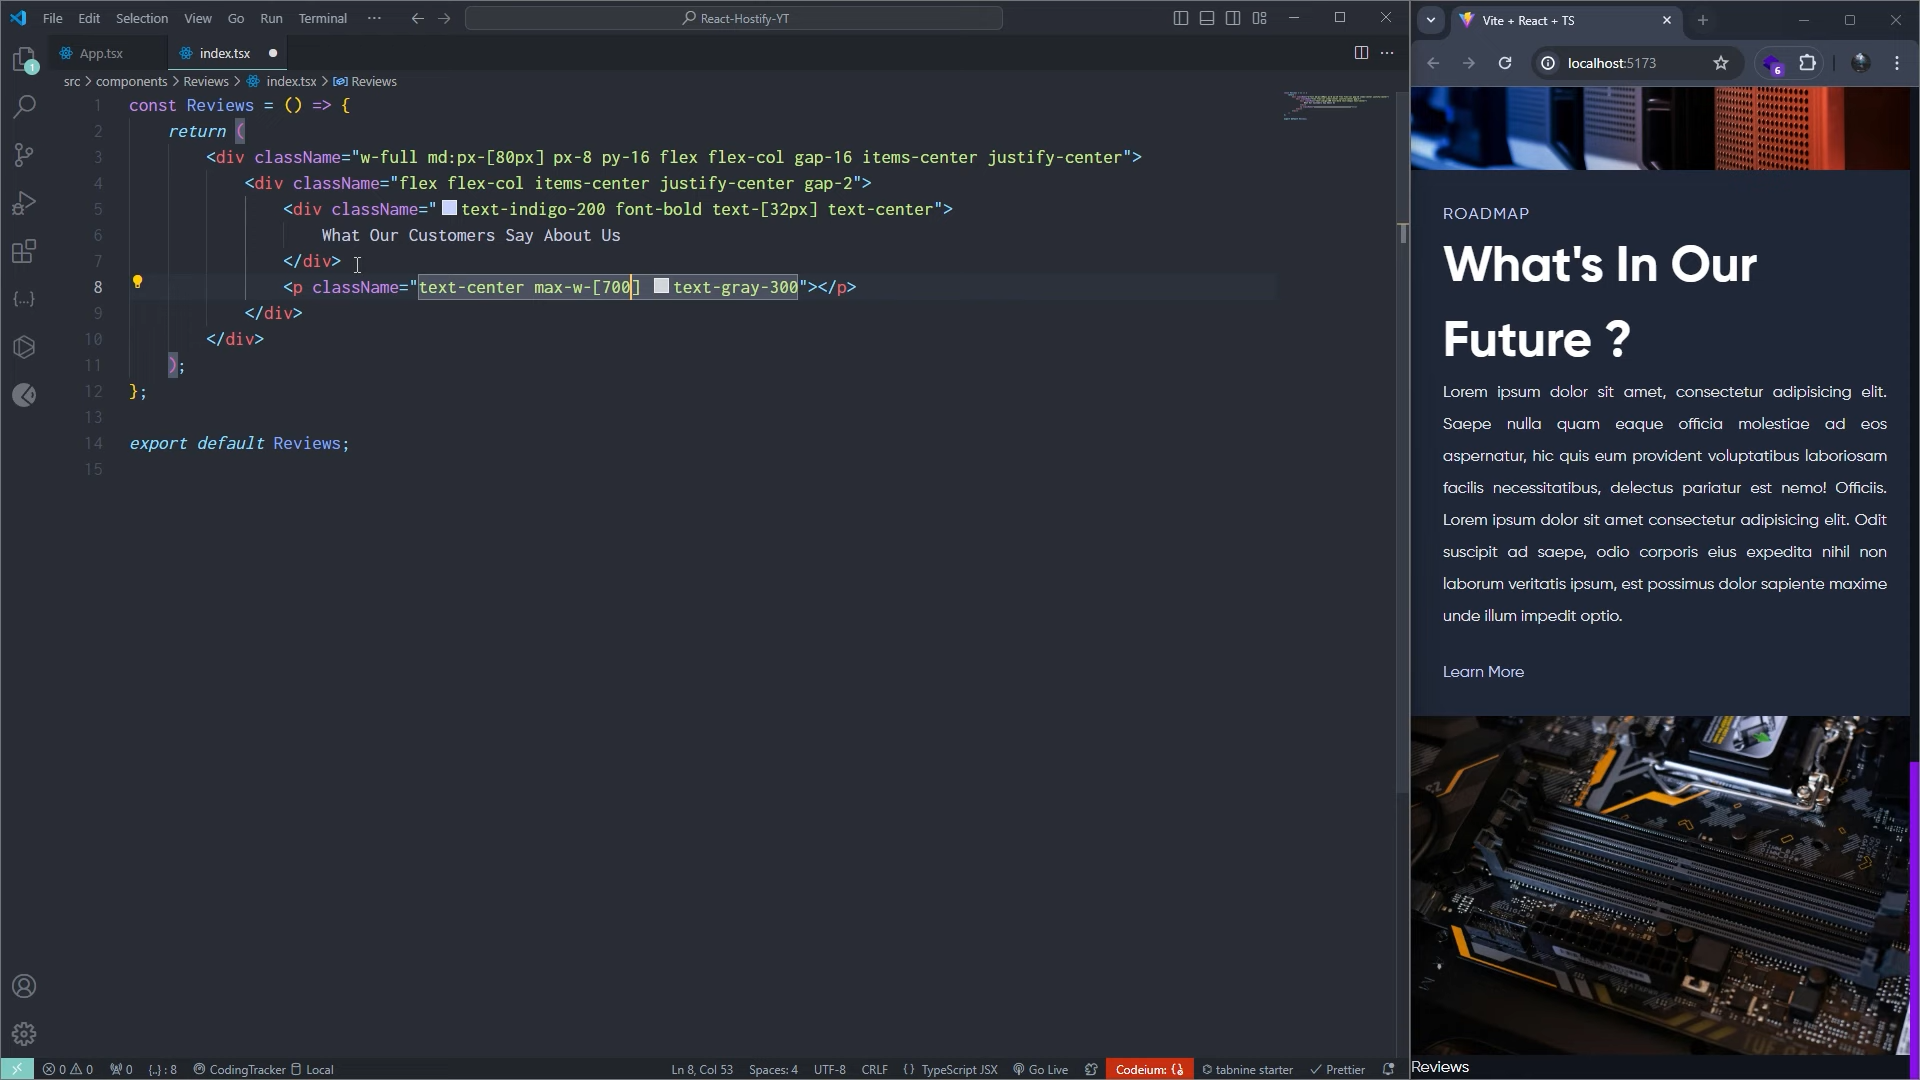 File Edit Selection View Go Run Terminal ···
React-Hostify-YT
App.tsx
index.tsx
src > components > Reviews > index.tsx > Reviews
1 const Reviews = () => {
2 return (
3 <div className="w-full md:px-[80px] px-8 py-16 flex flex-col gap-16 items-center justify-center">
4 <div className="flex flex-col items-center justify-center gap-2">
5 <div className="text-indigo-200 font-bold text-[32px] text-center">
6 What Our Customers Say About Us
7 </div>
8 <p className="text-center max-w-[700] text-gray-300"></p>
9 </div>
10 </div>
11 );
12 };
13
14 export default Reviews;
15
1
0 0 0 {..} : 8 CodingTracker Local
Ln 8, Col 53 Spaces: 4 UTF-8 CRLF {} TypeScript JSX Go Live Codeium: {} tabnine starter Prettier
Vite + React + TS
localhost:5173
6
ROADMAP
What's In Our
Future ?
Lorem ipsum dolor sit amet, consectetur adipisicing elit.
Saepe nulla quam eaque officia molestiae ad eos
aspernatur, hic quis eum provident voluptatibus laboriosam
facilis necessitatibus, delectus pariatur est nemo! Officiis.
Lorem ipsum dolor sit amet consectetur adipisicing elit. Odit
suscipit ad saepe, odio corporis eius expedita nihil non
laborum veritatis ipsum, est possimus dolor sapiente maxime
unde illum impedit optio.
Learn More
Reviews